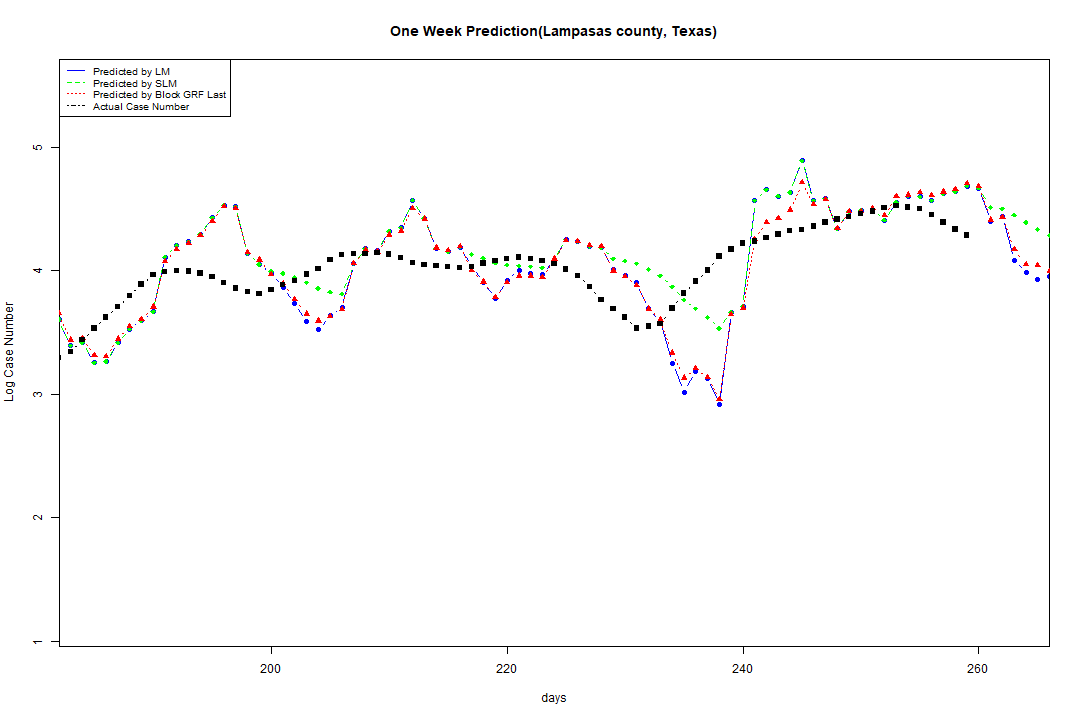 One Week Prediction(Lampasas county, Texas)
Predicted by LM
Predicted by SLM
Predicted by Block GRF Last
Actual Case Number
5
4
3
2
1
Log Case Number
200
220
240
260
days